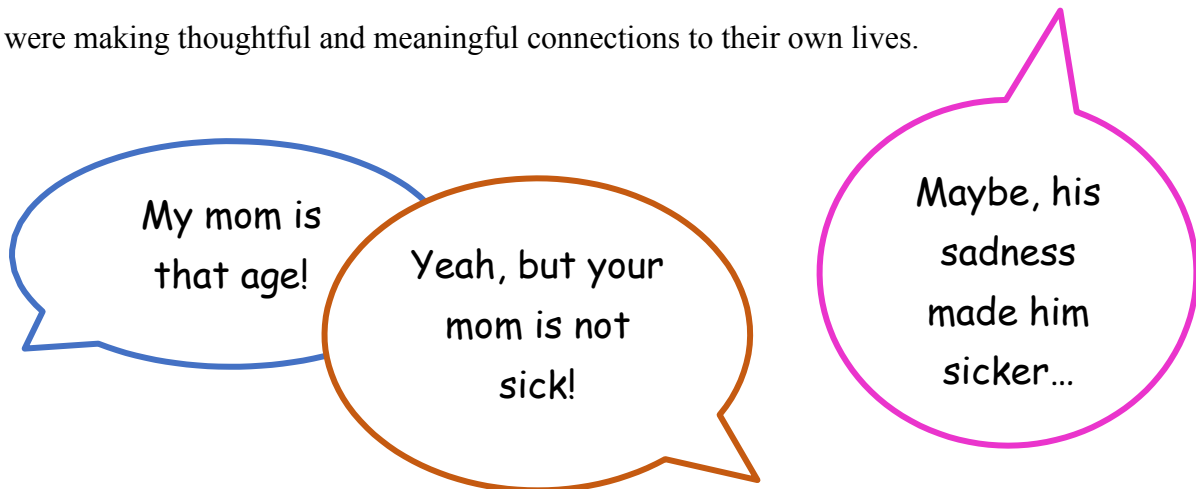 were making thoughtful and meaningful connections to their own lives.
My mom is
that age!
Yeah, but your
mom is not
sick!
Maybe, his
sadness
made him
sicker…